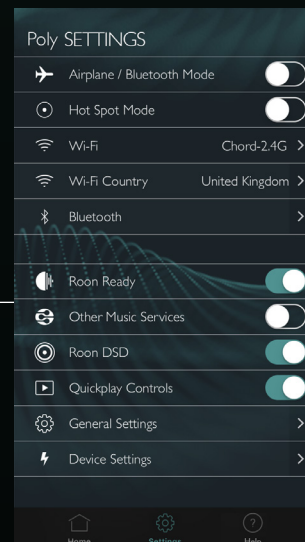 Poly SETTINGS
Airplane / Bluetooth Mode
Hot Spot Mode
Wi-Fi Chord-2.4G >
Wi-Fi Country United Kingdom >
Bluetooth >
Roon Ready
Other Music Services
Roon DSD
Quickplay Controls
General Settings >
Device Settings >
Home Settings Help